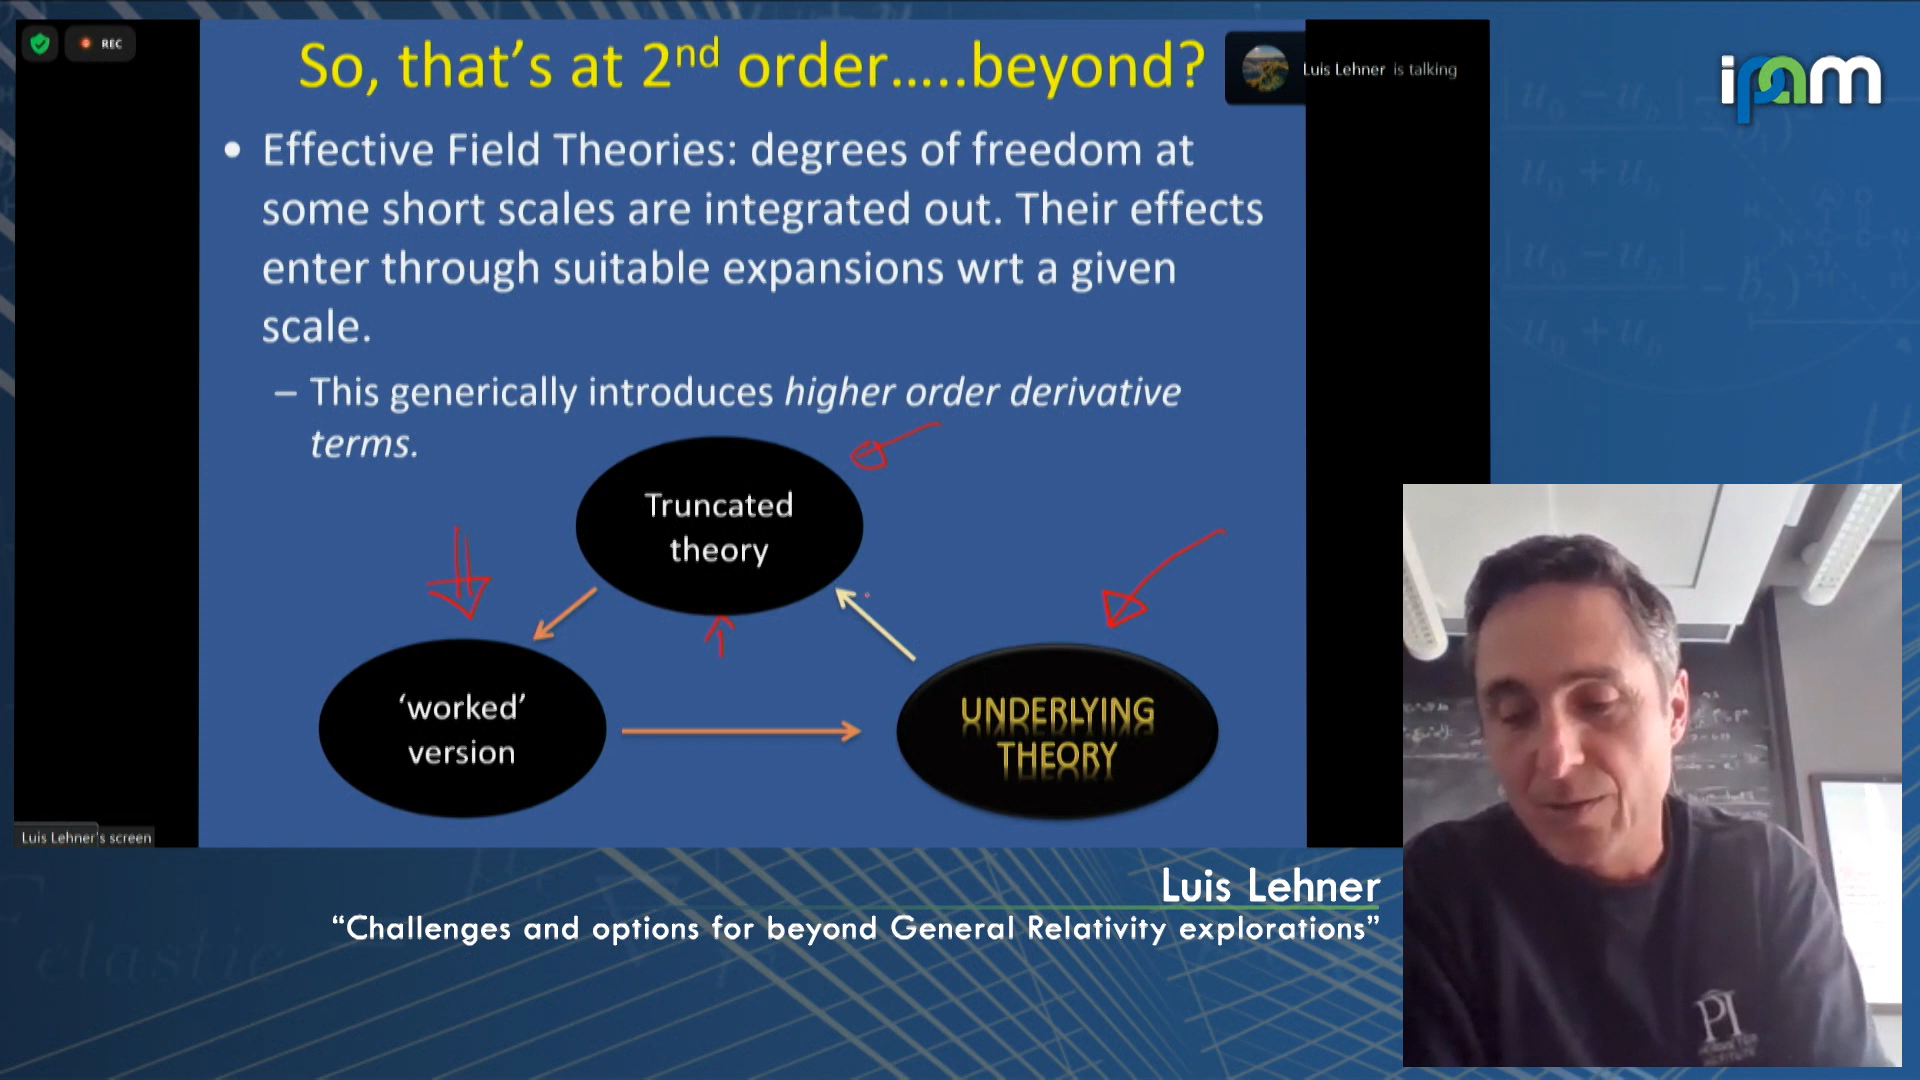 REC
So, that's at 2nd order.....beyond?
Luis Lehner is talking
ipam
• Effective Field Theories: degrees of freedom at
some short scales are integrated out. Their effects
enter through suitable expansions wrt a given
scale.
– This generically introduces higher order derivative
terms.
Truncated
theory
‘worked’
version
UNDERLYING
THEORY
Luis Lehner's screen
Luis Lehner
“Challenges and options for beyond General Relativity explorations”
elastic
PI